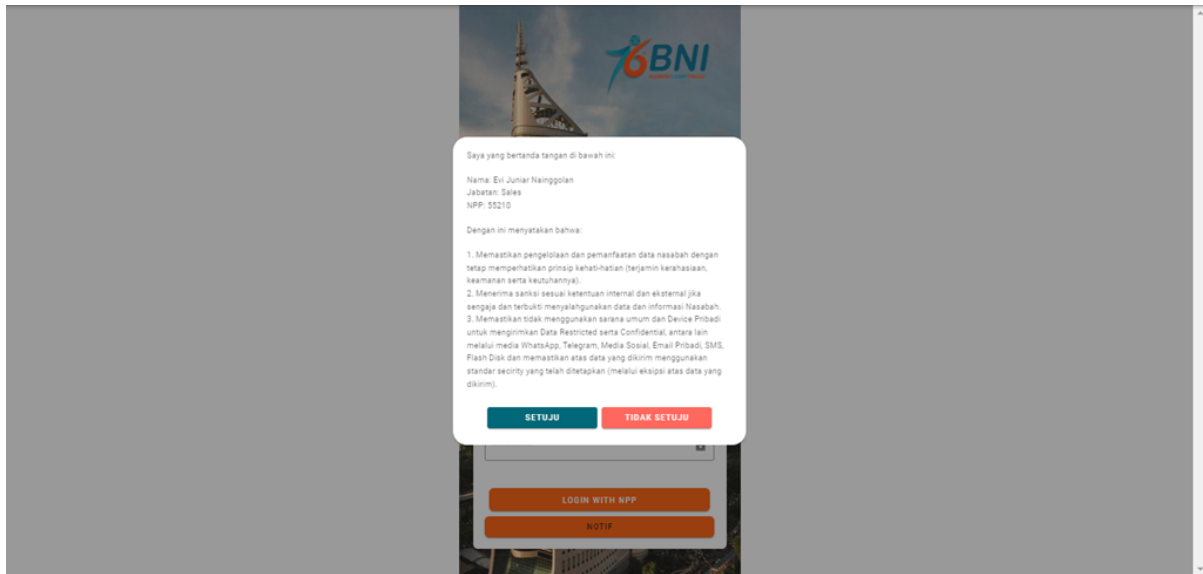 76 BNI
Saya yang bertanda tangan di bawah ini:
Nama: Evi Juniar Nainggolan
Jabatan: Sales
NPP: 55210
Dengan ini menyatakan bahwa:
1. Memastikan pengelolaan dan pemanfaatan data nasabah dengan
tetap memperhatikan prinsip kehati-hatian (terjamin kerahasiaan,
keamanan serta keutuhannya).
2. Menerima sanksi sesuai ketentuan internal dan eksternal jika
sengaja dan terbukti menyalahgunakan data dan informasi Nasabah.
3. Memastikan tidak menggunakan sarana umum dan Device Pribadi
untuk mengirimkan Data Restricted serta Confidential, antara lain
melalui media WhatsApp, Telegram, Media Sosial, Email Pribadi, SMS,
Flash Disk dan memastikan atas data yang dikirim menggunakan
standar secirity yang telah ditetapkan (melalui eksipsi atas data yang
dikirim).
SETUJU TIDAK SETUJU
LOGIN WITH NPP
NOTIF